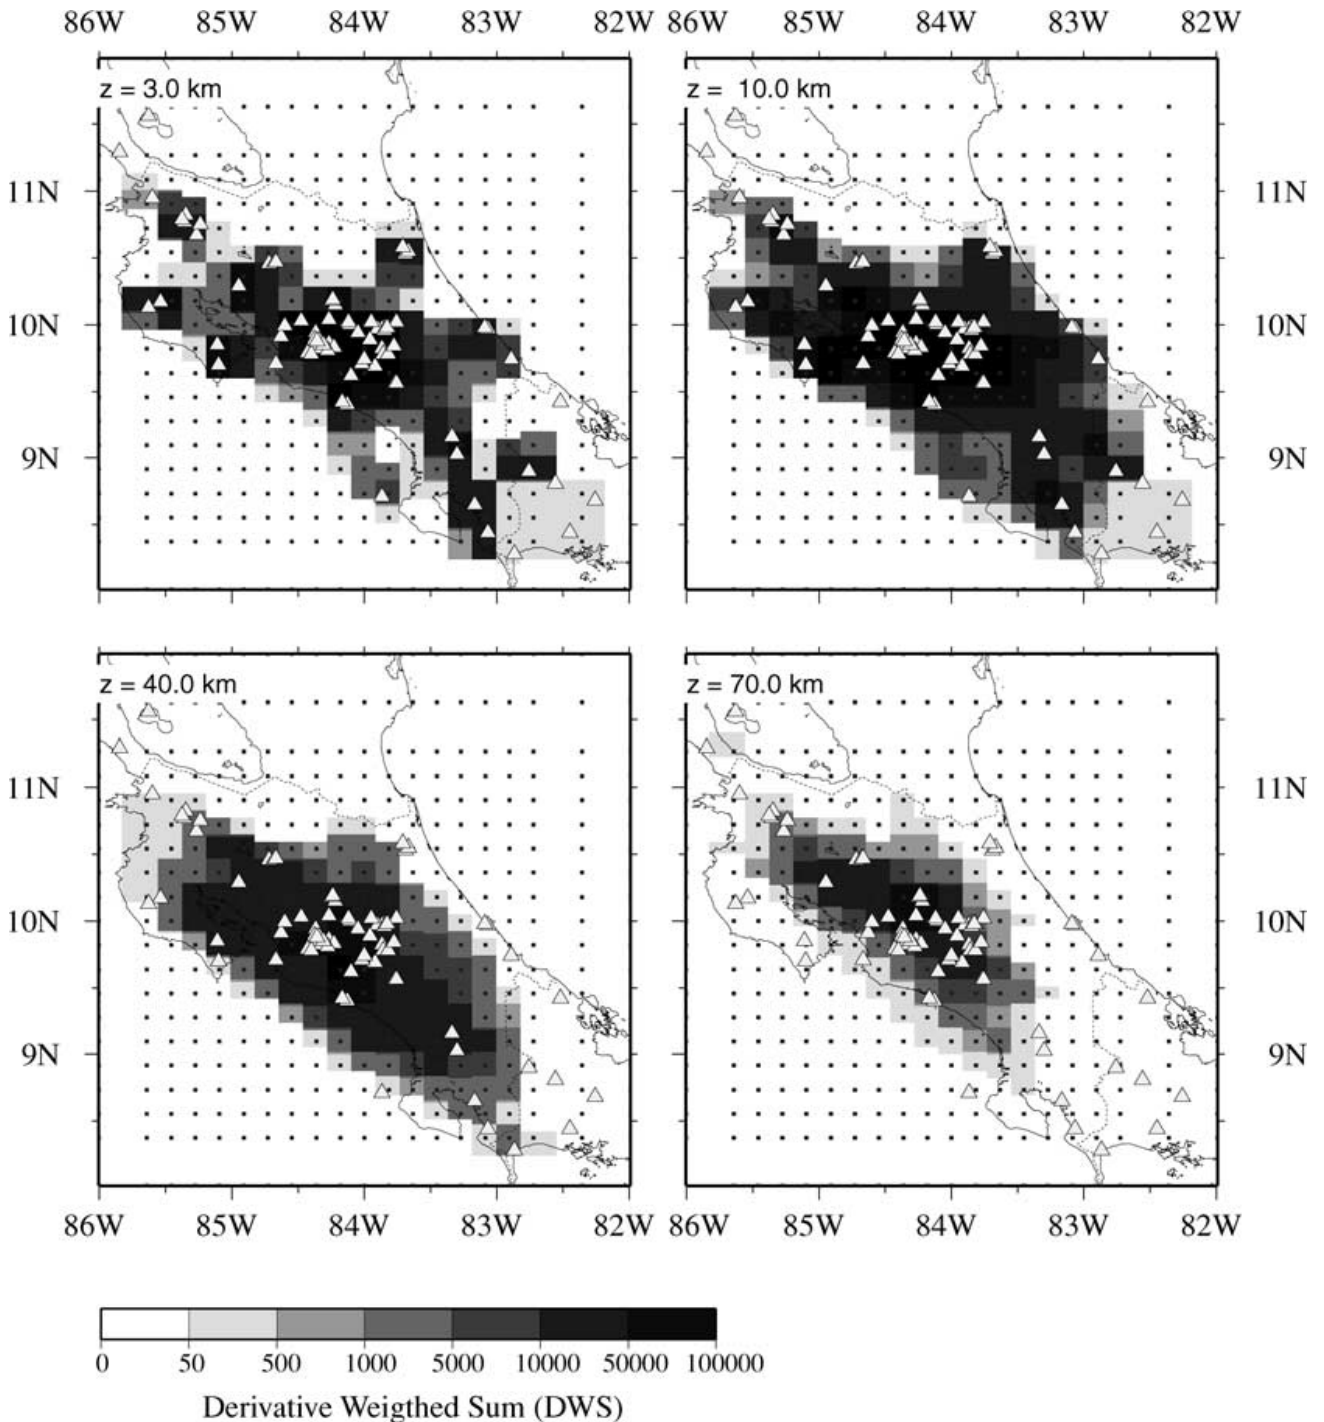 86W 85W 84W 83W 82W 86W 85W 84W 83W 82W
z = 3.0 km
z = 10.0 km
11N
11N
10N
10N
9N
9N
z = 40.0 km
z = 70.0 km
11N
11N
10N
10N
9N
9N
86W 85W 84W 83W 82W 86W 85W 84W 83W 82W
0 50 500 1000 5000 10000 50000 100000
Derivative Weigthed Sum (DWS)